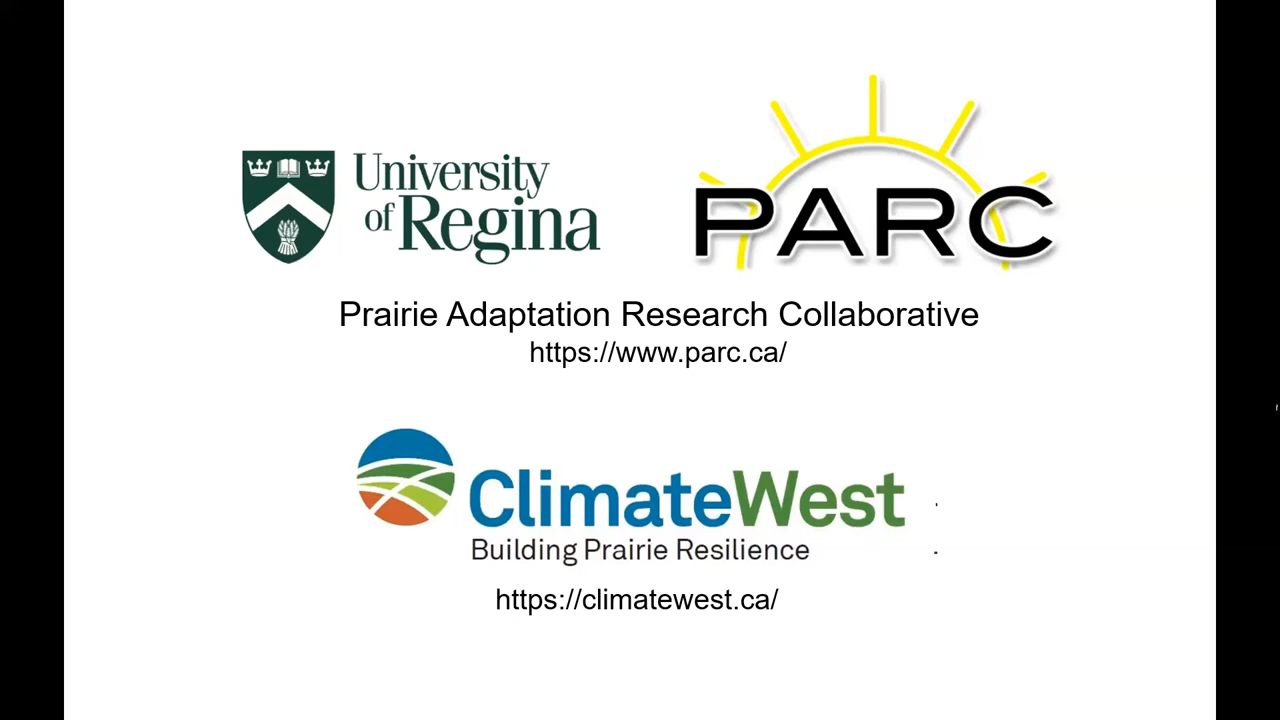 University
of Regina
PARC
Prairie Adaptation Research Collaborative
https://www.parc.ca/
ClimateWest
Building Prairie Resilience
https://climatewest.ca/